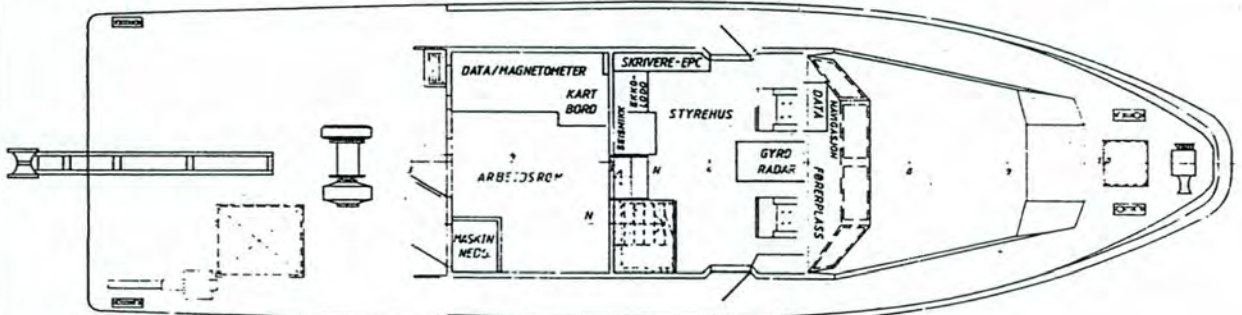 DATA/MAGNETOMETER
KART
BORD
SKRIVERE-EPC
EKKO-
LODD
SEISMIKK
STYREHUS
DATA
NAVIGASJON
GYRO
RADAR
FØRERPLASS
ARBEIDSROM
N
N
MASKIN
NEDG.